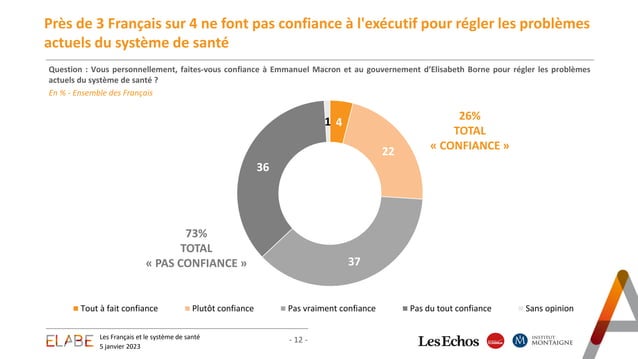 Près de 3 Français sur 4 ne font pas confiance à l'exécutif pour régler les problèmes
actuels du système de santé
Question : Vous personnellement, faites-vous confiance à Emmanuel Macron et au gouvernement d'Elisabeth Borne pour régler les problèmes
actuels du système de santé ?
En % - Ensemble des Français
1
4
26%
TOTAL
« CONFIANCE »
22
36
73%
TOTAL
« PAS CONFIANCE »
37
Tout à fait confiance
Plutôt confiance
Pas vraiment confiance
Pas du tout confiance
Sans opinion
ELABE
Les Français et le système de santé
5 janvier 2023
- 12 -
Les Echos
INSTITUT
MONTAIGNE